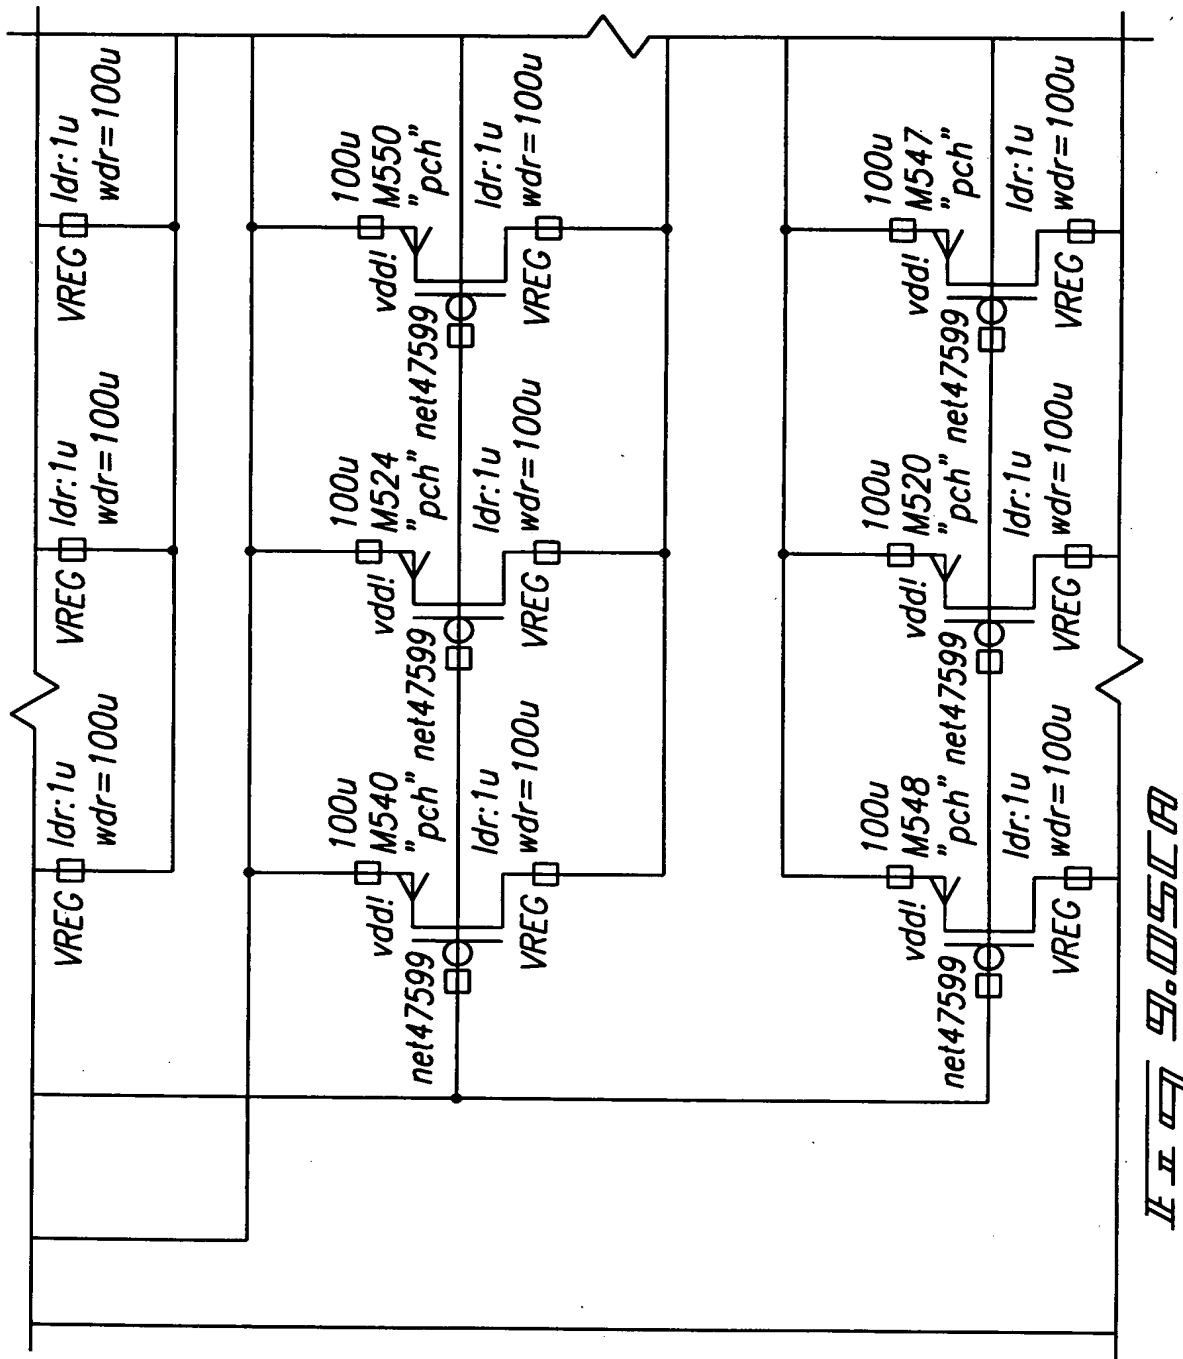 VREG
ldr:1u
wdr=100u
VREG
ldr:1u
wdr=100u
VREG
ldr:1u
wdr=100u
100u
M540
"pch"
vdd!
net47599
ldr:1u
wdr=100u
VREG
100u
M524
"pch"
vdd!
net47599
ldr:1u
wdr=100u
VREG
100u
M550
"pch"
vdd!
net47599
ldr:1u
wdr=100u
VREG
100u
M548
"pch"
vdd!
net47599
ldr:1u
wdr=100u
VREG
100u
M520
"pch"
vdd!
net47599
ldr:1u
wdr=100u
VREG
100u
M547
"pch"
vdd!
net47599
ldr:1u
wdr=100u
VREG
FIG 9.05CA